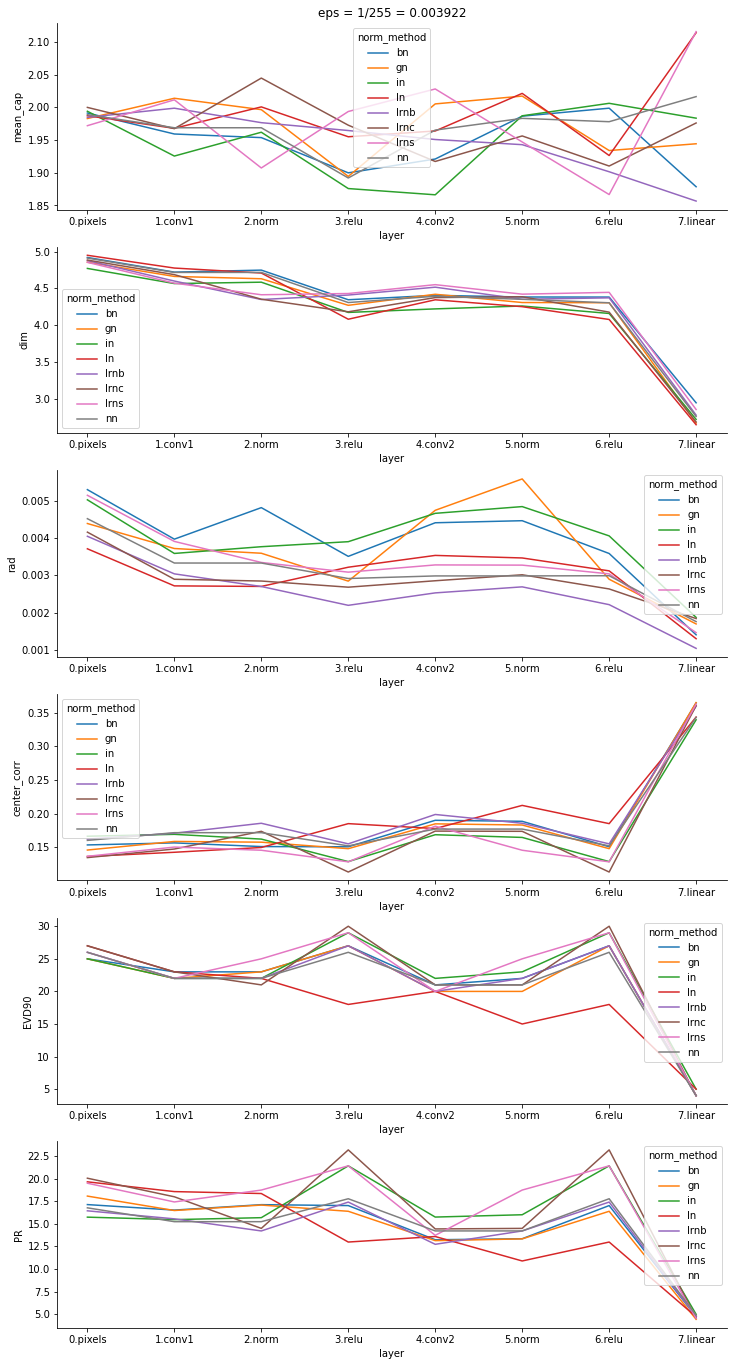 eps = 1/255 = 0.003922
norm_method
bn
gn
in
ln
lrnb
lrnc
lrns
nn
mean_cap
2.10
2.05
2.00
1.95
1.90
1.85
0.pixels 1.conv1 2.norm 3.relu 4.conv2 5.norm 6.relu 7.linear
layer
5.0
4.5
4.0
3.5
3.0
dim
norm_method
bn
gn
in
ln
lrnb
lrnc
lrns
nn
0.pixels 1.conv1 2.norm 3.relu 4.conv2 5.norm 6.relu 7.linear
layer
0.005
0.004
0.003
0.002
0.001
rad
norm_method
bn
gn
in
ln
lrnb
lrnc
lrns
nn
0.pixels 1.conv1 2.norm 3.relu 4.conv2 5.norm 6.relu 7.linear
layer
0.35
0.30
0.25
0.20
0.15
center_corr
norm_method
bn
gn
in
ln
lrnb
lrnc
lrns
nn
0.pixels 1.conv1 2.norm 3.relu 4.conv2 5.norm 6.relu 7.linear
layer
30
25
20
15
10
5
EVD90
norm_method
bn
gn
in
ln
lrnb
lrnc
lrns
nn
0.pixels 1.conv1 2.norm 3.relu 4.conv2 5.norm 6.relu 7.linear
layer
22.5
20.0
17.5
15.0
12.5
10.0
7.5
5.0
PR
norm_method
bn
gn
in
ln
lrnb
lrnc
lrns
nn
0.pixels 1.conv1 2.norm 3.relu 4.conv2 5.norm 6.relu 7.linear
layer